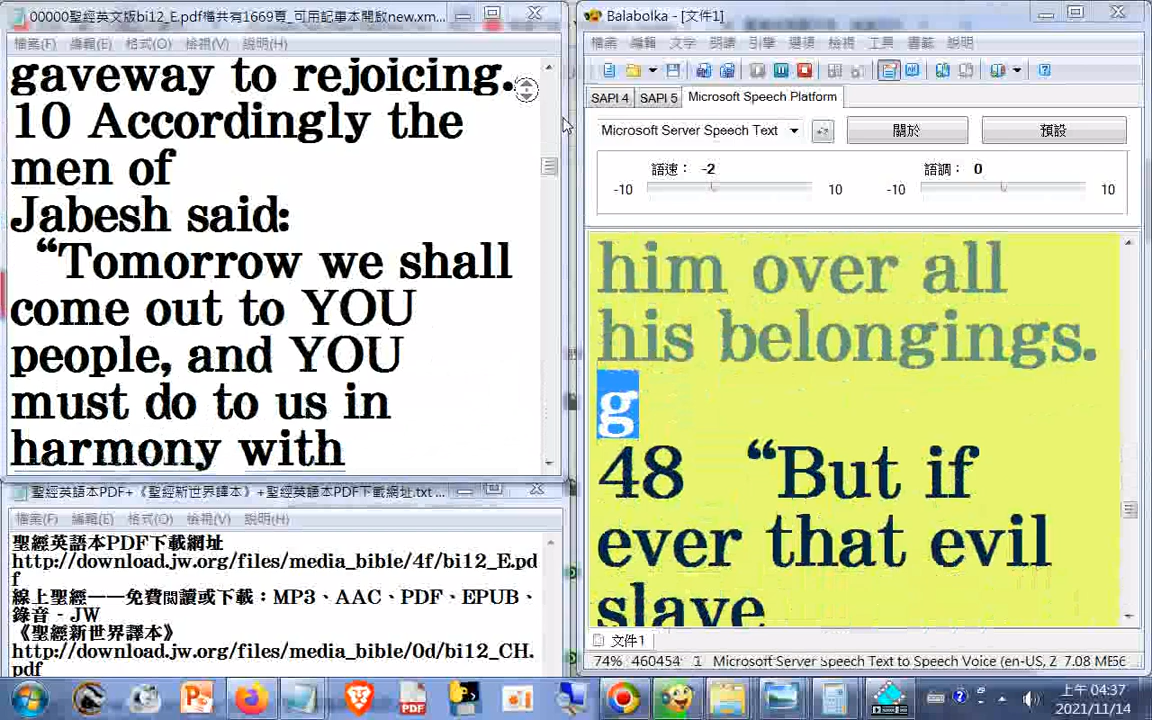 00000聖經英文版bi12_E.pdf檔共有1669頁_可用記事本開啟new.xm...
檔案(F) 編輯(E) 格式(O) 檢視(V) 說明(H)
gaveway to rejoicing.
10 Accordingly the
men of
Jabesh said:
“Tomorrow we shall
come out to YOU
people, and YOU
must do to us in
harmony with
聖經英語本PDF+《聖經新世界譯本》+聖經英語本PDF下載網址.txt ...
檔案(F) 編輯(E) 格式(O) 檢視(V) 說明(H)
聖經英語本PDF下載網址
http://download.jw.org/files/media_bible/4f/bi12_E.pd
f
線上聖經——免費閱讀或下載：MP3、AAC、PDF、EPUB、
錄音 - JW
《聖經新世界譯本》
http://download.jw.org/files/media_bible/0d/bi12_CH.
pdf
Balabolka - [文件1]
檔案 編輯 文字 朗讀 引擎 選項 檢視 工具 書籤 說明
SAPI 4 SAPI 5 Microsoft Speech Platform
Microsoft Server Speech Text 關於 預設
語速： -2 語調： 0
-10 10 -10 10
him over all
his belongings.
g
48 “But if
ever that evil
slave
文件1
74% 460454: 1 Microsoft Server Speech Text to Speech Voice (en-US, Z 7.08 ME56
上午 04:37
2021/11/14